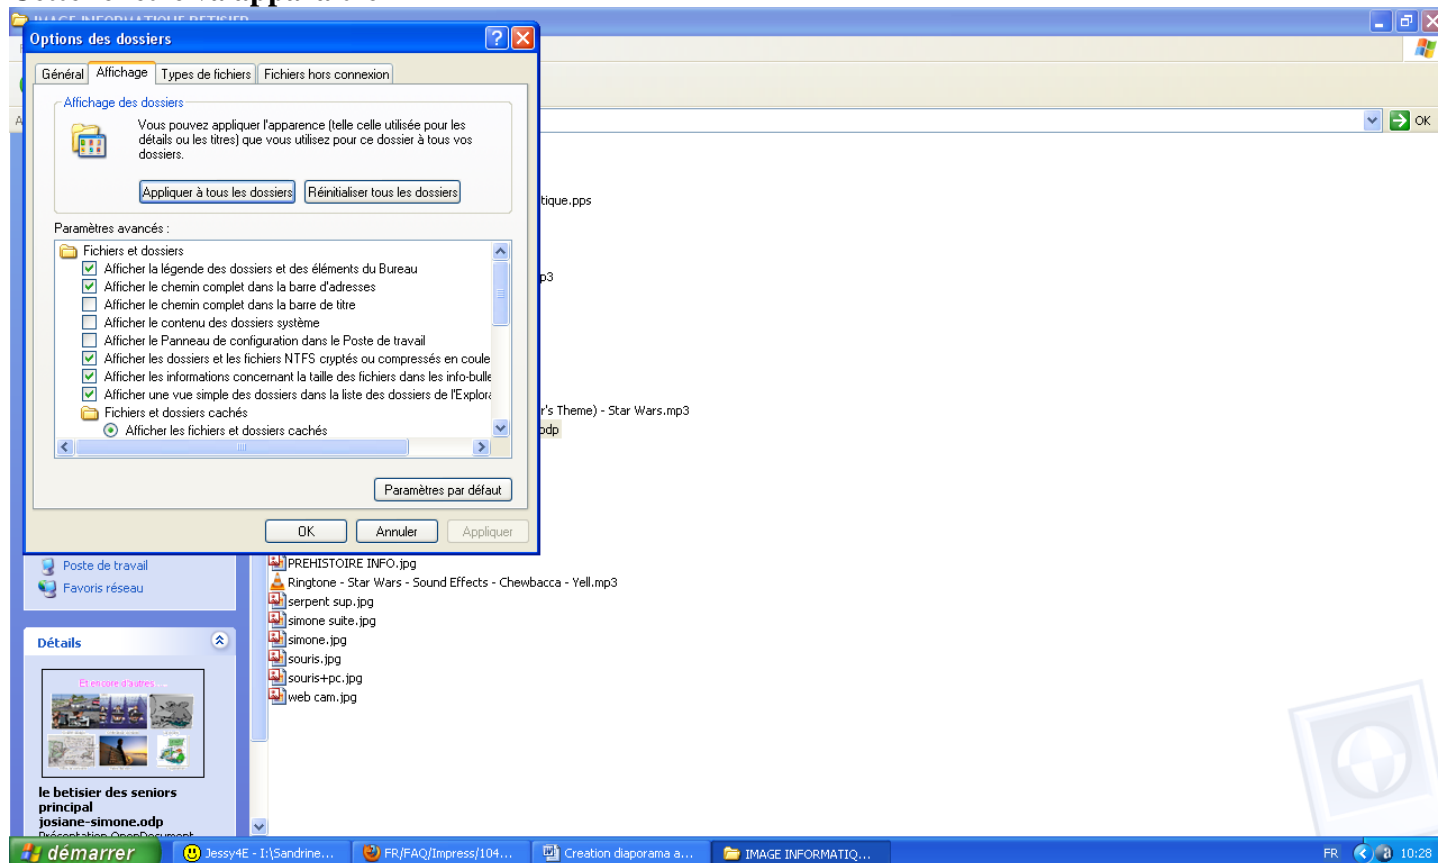 IMAGE INFORMATIQUE BETISIER
Options des dossiers
Général
Affichage
Types de fichiers
Fichiers hors connexion
Affichage des dossiers
Vous pouvez appliquer l'apparence (telle celle utilisée pour les
détails ou les titres) que vous utilisez pour ce dossier à tous vos
dossiers.
Appliquer à tous les dossiers
Réinitialiser tous les dossiers
Paramètres avancés :
Fichiers et dossiers
Afficher la légende des dossiers et des éléments du Bureau
Afficher le chemin complet dans la barre d'adresses
Afficher le chemin complet dans la barre de titre
Afficher le contenu des dossiers système
Afficher le Panneau de configuration dans le Poste de travail
Afficher les dossiers et les fichiers NTFS cryptés ou compressés en coule
Afficher les informations concernant la taille des fichiers dans les info-bulle
Afficher une vue simple des dossiers dans la liste des dossiers de l'Explora
Fichiers et dossiers cachés
Afficher les fichiers et dossiers cachés
Paramètres par défaut
OK
Annuler
Appliquer
OK
tique.pps
p3
r's Theme) - Star Wars.mp3
odp
Poste de travail
Favoris réseau
Détails
Et encore d'autres...
le betisier des seniors
principal
josiane-simone.odp
Présentation OpenDocument
PREHISTOIRE INFO.jpg
Ringtone - Star Wars - Sound Effects - Chewbacca - Yell.mp3
serpent sup.jpg
simone suite.jpg
simone.jpg
souris.jpg
souris+pc.jpg
web cam.jpg
démarrer
Jessy4E - I:\Sandrine...
FR/FAQ/Impress/104...
Creation diaporama a...
IMAGE INFORMATIQ...
FR
10:28